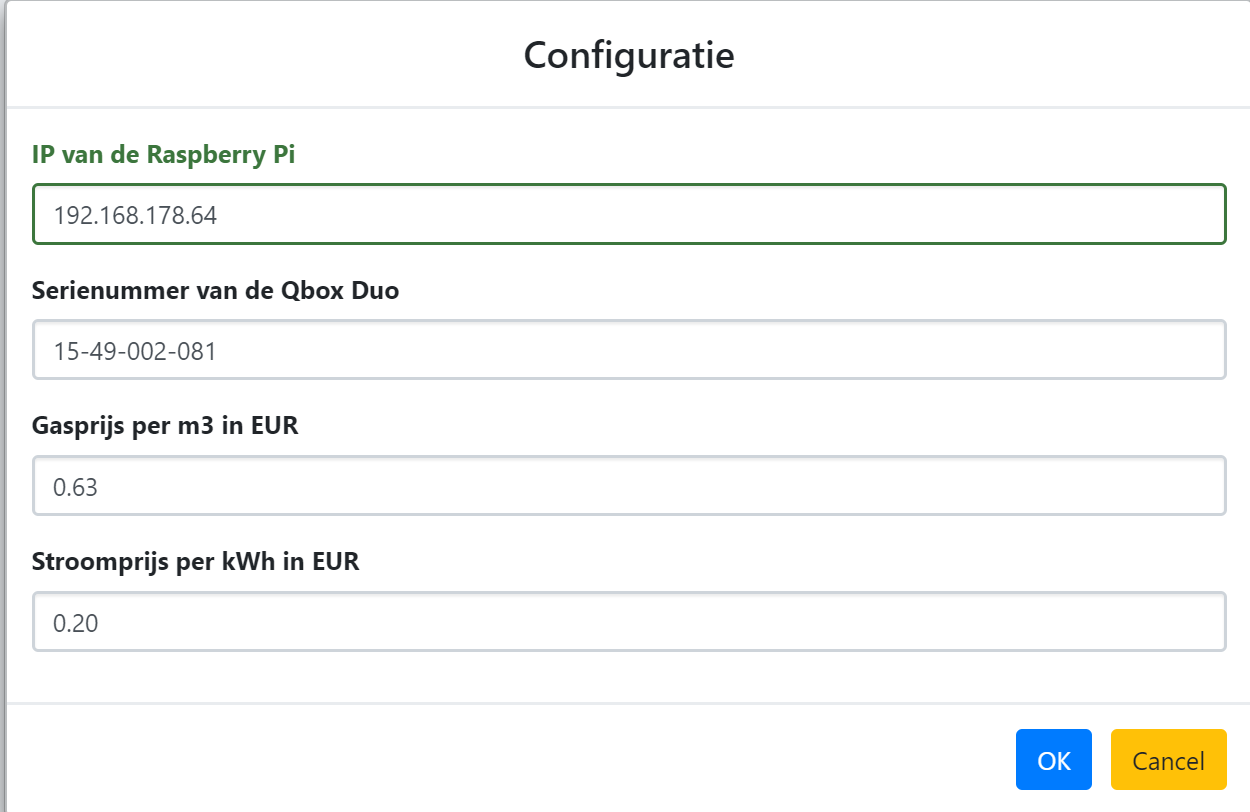 Configuratie
IP van de Raspberry Pi
192.168.178.64
Serienummer van de Qbox Duo
15-49-002-081
Gasprijs per m3 in EUR
0.63
Stroomprijs per kWh in EUR
0.20
OK Cancel